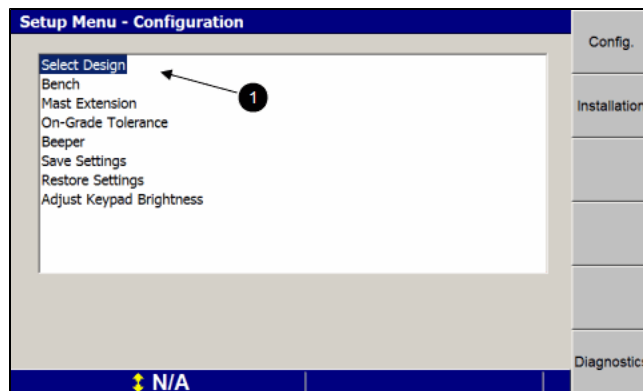 Setup Menu - Configuration
Config.
Select Design
Bench
Mast Extension
On-Grade Tolerance
Beeper
Save Settings
Restore Settings
Adjust Keypad Brightness
1
Installation
Diagnostics
N/A